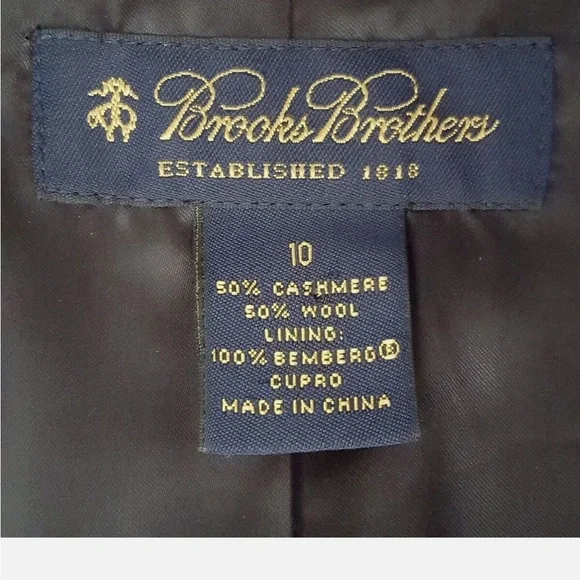 Brooks Brothers
ESTABLISHED 1818
10
50% CASHMERE
50% WOOL
LINING:
100% BEMBERG®
CUPRO
MADE IN CHINA